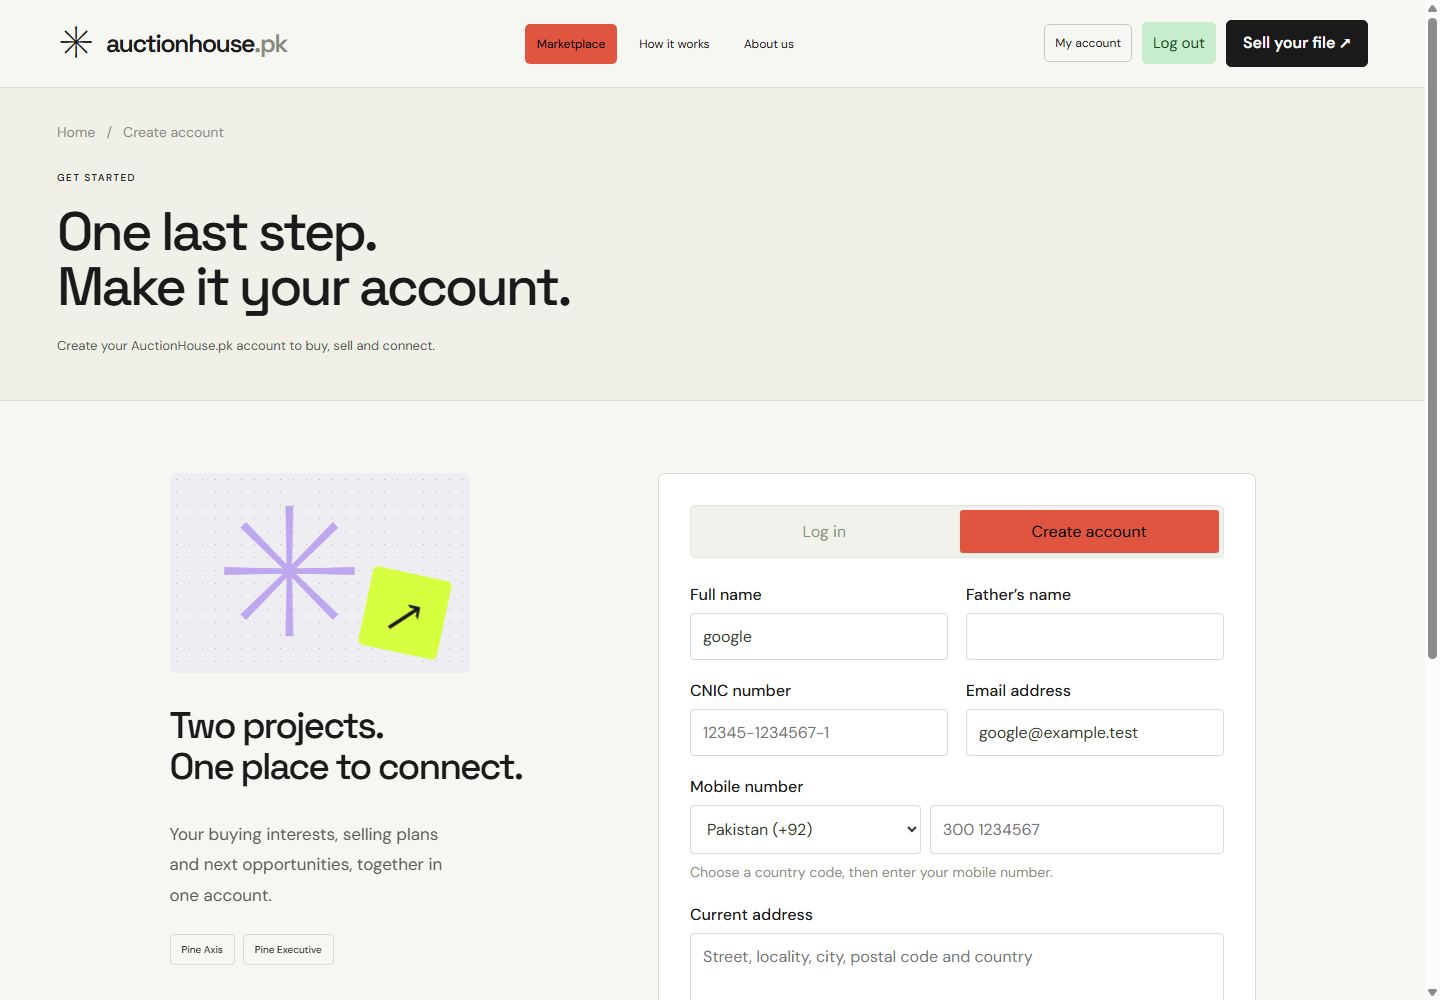 auctionhouse.pk
Marketplace
How it works
About us
My account
Log out
Sell your file ↗
Home / Create account
GET STARTED
One last step.
Make it your account.
Create your AuctionHouse.pk account to buy, sell and connect.
Two projects.
One place to connect.
Your buying interests, selling plans
and next opportunities, together in
one account.
Pine Axis
Pine Executive
Log in
Create account
Full name
google
Father’s name
CNIC number
12345-1234567-1
Email address
google@example.test
Mobile number
Pakistan (+92)
300 1234567
Choose a country code, then enter your mobile number.
Current address
Street, locality, city, postal code and country